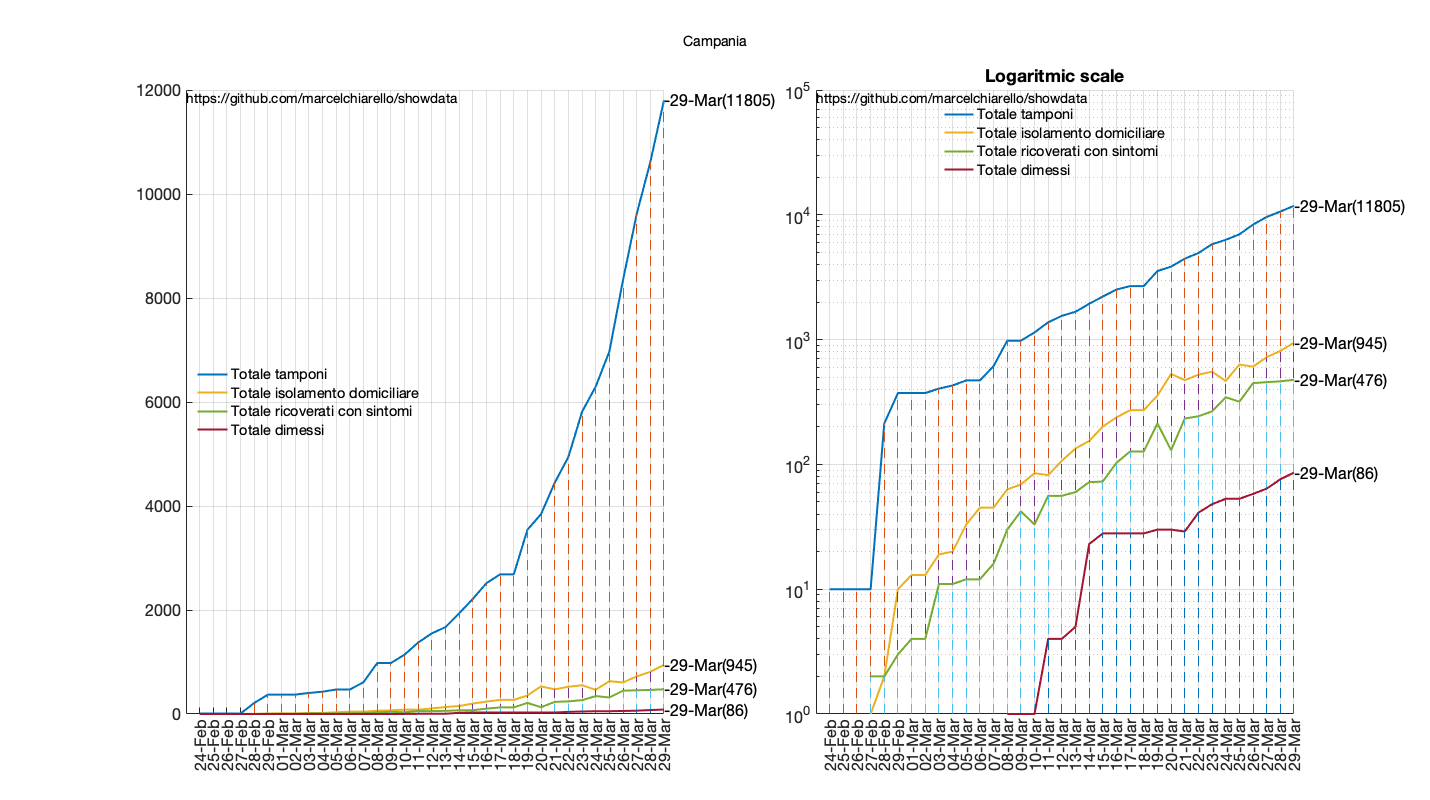 Campania
12000
10000
8000
6000
4000
2000
0
https://github.com/marcelchiarello/showdata
-29-Mar(11805)
Totale tamponi
Totale isolamento domiciliare
Totale ricoverati con sintomi
Totale dimessi
-29-Mar(945)
-29-Mar(476)
-29-Mar(86)
24-Feb
25-Feb
26-Feb
27-Feb
28-Feb
29-Feb
01-Mar
02-Mar
03-Mar
04-Mar
05-Mar
06-Mar
07-Mar
08-Mar
09-Mar
10-Mar
11-Mar
12-Mar
13-Mar
14-Mar
15-Mar
16-Mar
17-Mar
18-Mar
19-Mar
20-Mar
21-Mar
22-Mar
23-Mar
24-Mar
25-Mar
26-Mar
27-Mar
28-Mar
29-Mar
Logaritmic scale
10^5
10^4
10^3
10^2
10^1
10^0
https://github.com/marcelchiarello/showdata
Totale tamponi
Totale isolamento domiciliare
Totale ricoverati con sintomi
Totale dimessi
-29-Mar(11805)
-29-Mar(945)
-29-Mar(476)
-29-Mar(86)
24-Feb
25-Feb
26-Feb
27-Feb
28-Feb
29-Feb
01-Mar
02-Mar
03-Mar
04-Mar
05-Mar
06-Mar
07-Mar
08-Mar
09-Mar
10-Mar
11-Mar
12-Mar
13-Mar
14-Mar
15-Mar
16-Mar
17-Mar
18-Mar
19-Mar
20-Mar
21-Mar
22-Mar
23-Mar
24-Mar
25-Mar
26-Mar
27-Mar
28-Mar
29-Mar